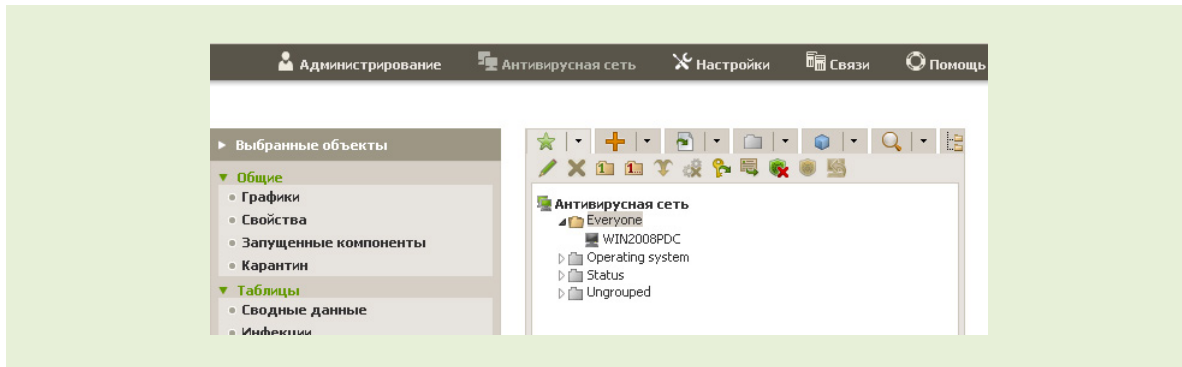 Администрирование Антивирусная сеть Настройки Связи Помощь
Выбранные объекты
Общие
Графики
Свойства
Запущенные компоненты
Карантин
Таблицы
Сводные данные
Инфекции
Антивирусная сеть
Everyone
WIN2008PDC
Operating system
Status
Ungrouped